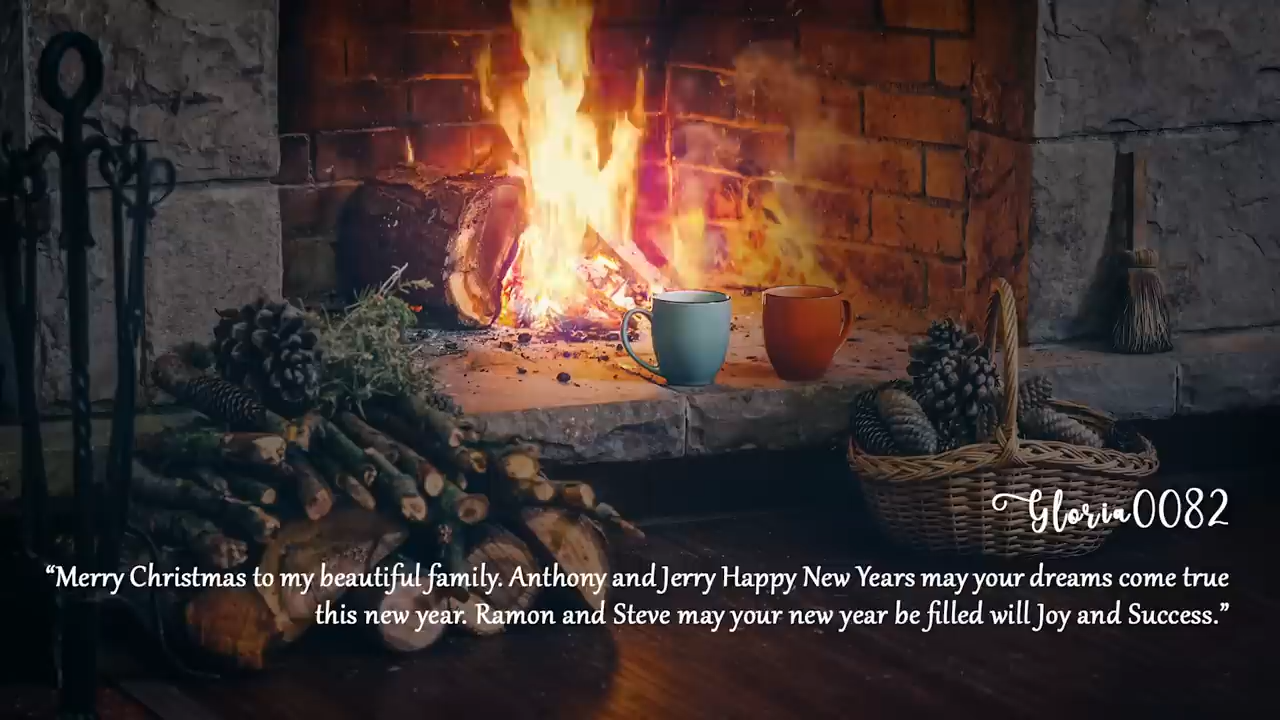 Gloria0082
“Merry Christmas to my beautiful family. Anthony and Jerry Happy New Years may your dreams come true
this new year. Ramon and Steve may your new year be filled will Joy and Success.”